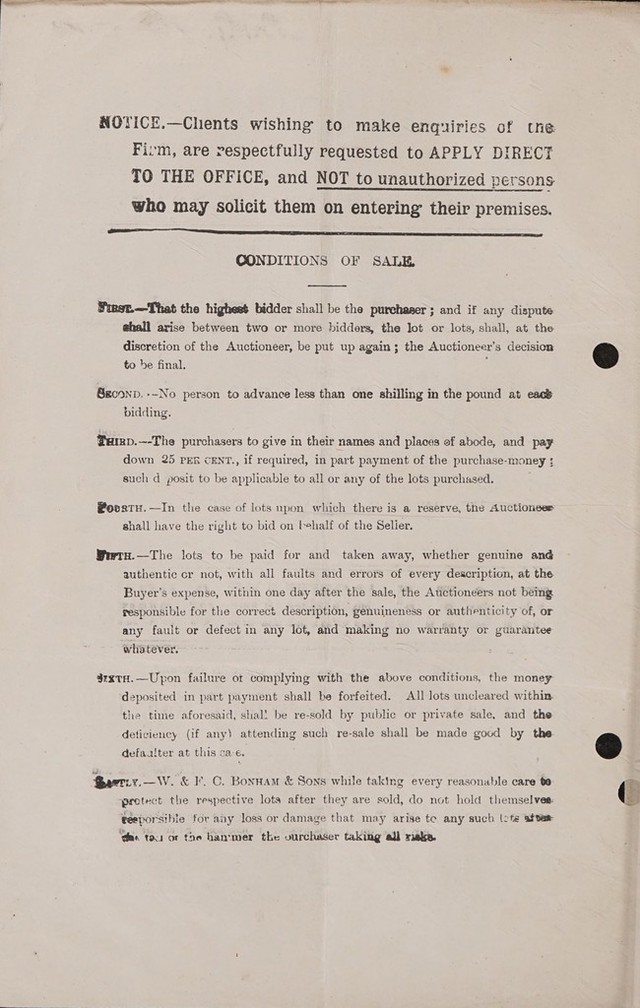 NOTICE.—Clients wishing to make enquiries of the
Firm, are respectfully requested to APPLY DIRECT
TO THE OFFICE, and NOT to unauthorized persons
who may solicit them on entering their premises.
CONDITIONS OF SALE.
FIRST.—That the highest bidder shall be the purchaser; and if any dispute
shall arise between two or more bidders, the lot or lots, shall, at the
discretion of the Auctioneer, be put up again; the Auctioneer's decision
to be final.
SECOND.--No person to advance less than one shilling in the pound at each
bidding.
THIRD.—The purchasers to give in their names and places of abode, and pay
down 25 PER CENT., if required, in part payment of the purchase-money;
such d posit to be applicable to all or any of the lots purchased.
FOURTH.—In the case of lots upon which there is a reserve, the Auctioneer
shall have the right to bid on behalf of the Seller.
FIFTH.—The lots to be paid for and taken away, whether genuine and
authentic or not, with all faults and errors of every description, at the
Buyer's expense, within one day after the sale, the Auctioneers not being
responsible for the correct description, genuineness or authenticity of, or
any fault or defect in any lot, and making no warranty or guarantee
whatever.
SIXTH.—Upon failure of complying with the above conditions, the money
deposited in part payment shall be forfeited. All lots uncleared within
the time aforesaid, shall be re-sold by public or private sale, and the
deficiency (if any) attending such re-sale shall be made good by the
defaulter at this sale.
LASTLY.—W. & F. C. BONHAM & SONS while taking every reasonable care to
protect the respective lots after they are sold, do not hold themselves
responsible for any loss or damage that may arise to any such lots after
the fall of the hammer the purchaser taking all risks.